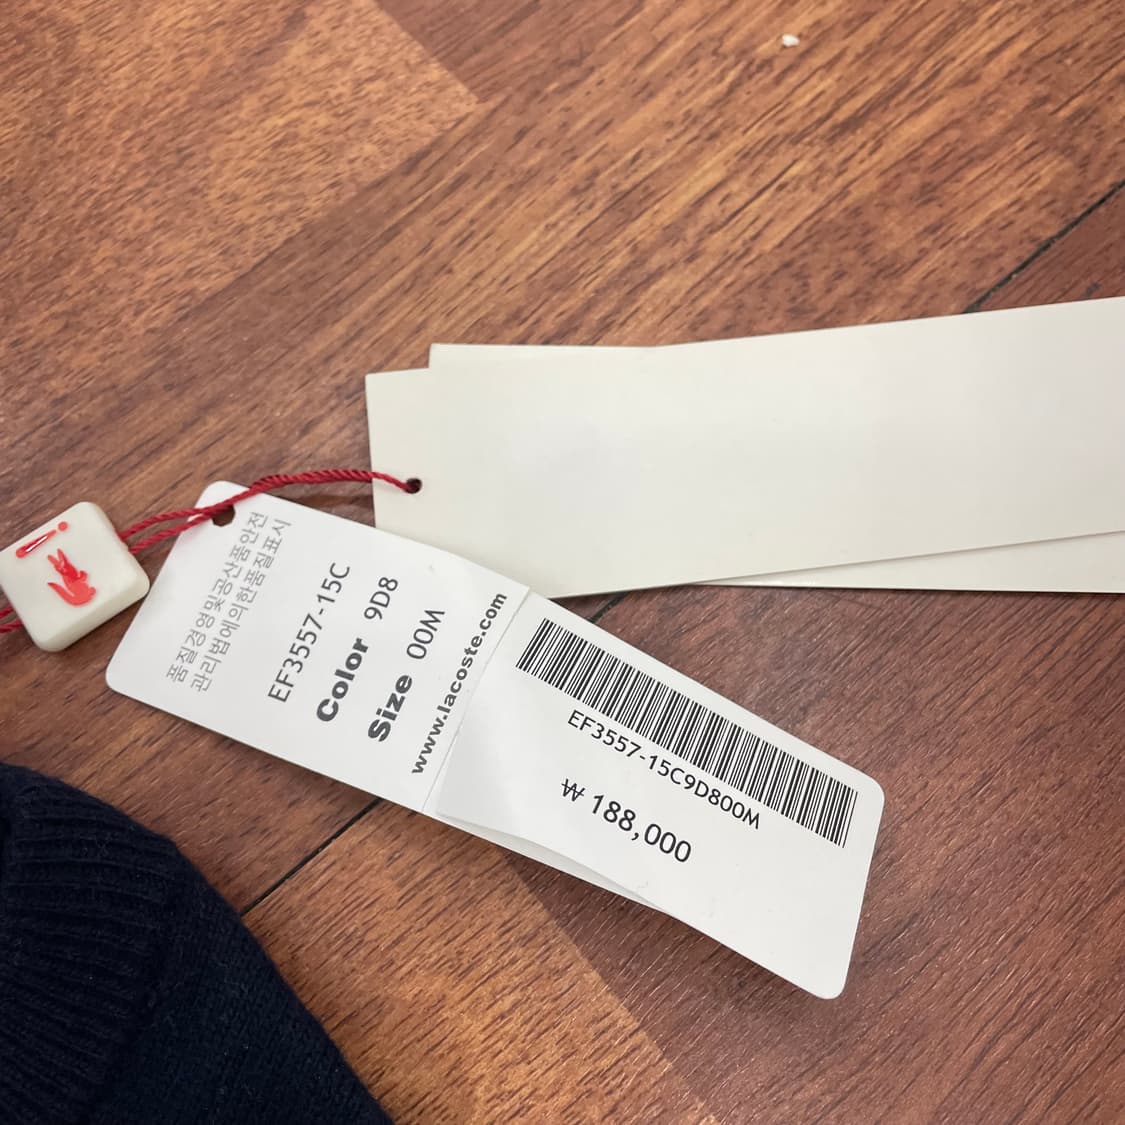 품질경영및공산품안전
관리법에의한품질표시
EF3557-15C
Color 9D8
Size 00M
www.lacoste.com
EF3557-15C9D800M
₩ 188,000